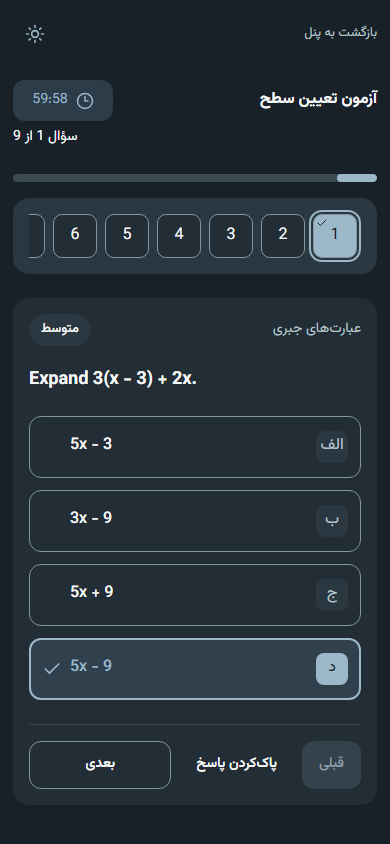 بازگشت به پنل
آزمون تعیین سطح
59:58
سؤال 1 از 9
1 2 3 4 5 6
عبارت‌های جبری
متوسط
Expand 3(x − 3) + 2x.
الف 5x − 3
ب 3x − 9
ج 5x + 9
د 5x − 9
قبلی
پاک‌کردن پاسخ
بعدی